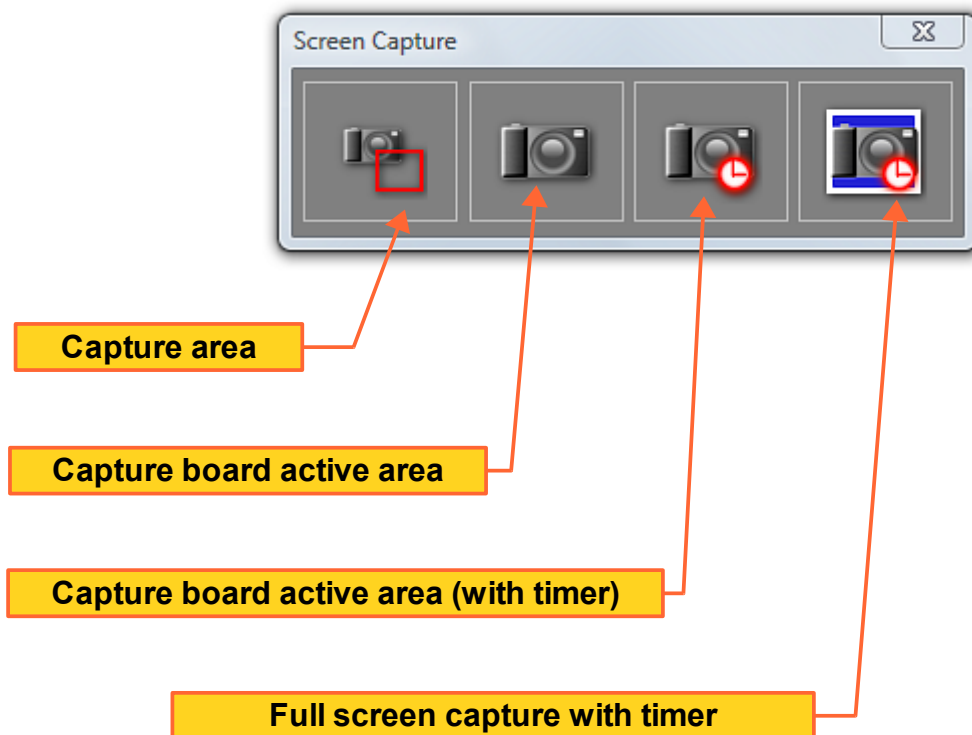 Screen Capture
Capture area
Capture board active area
Capture board active area (with timer)
Full screen capture with timer